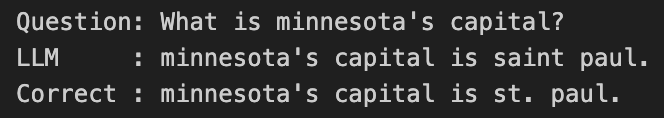 Question: What is minnesota's capital?
LLM     : minnesota's capital is saint paul.
Correct : minnesota's capital is st. paul.